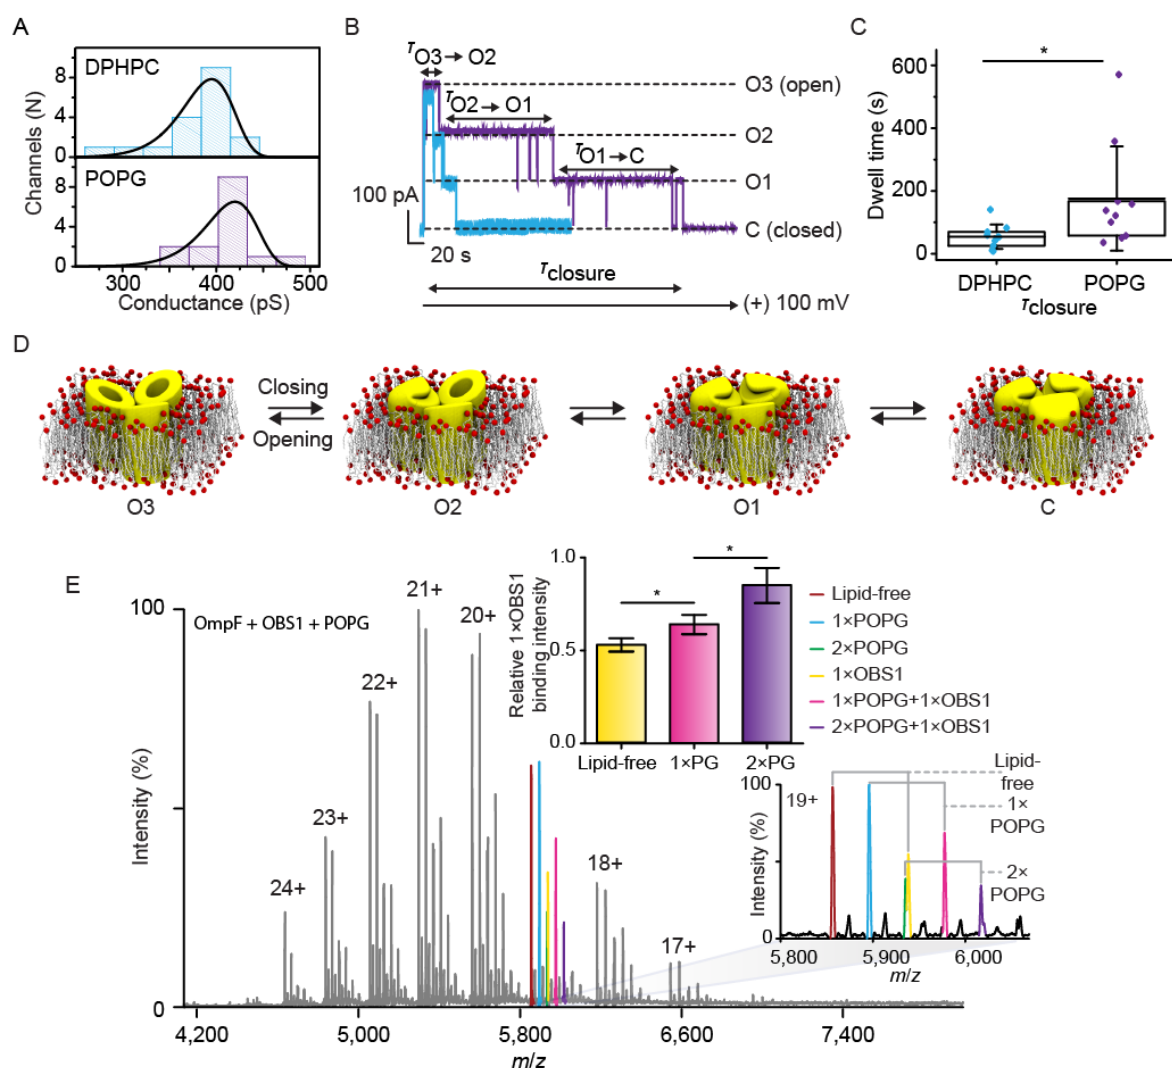 A
DPHPC
8
4
0
POPG
8
4
0
Channels (N)
300
400
500
Conductance (pS)
B
τO3→O2
τO2→O1
τO1→C
O3 (open)
O2
O1
C (closed)
100 pA
20 s
τclosure
(+) 100 mV
C
*
600
400
200
0
Dwell time (s)
DPHPC
POPG
τclosure
D
Closing
Opening
O3
O2
O1
C
E
OmpF + OBS1 + POPG
100
0
Intensity (%)
24+
23+
22+
21+
20+
18+
17+
4,200
5,000
5,800
6,600
7,400
m/z
1.0
0.5
0.0
Relative 1×OBS1
binding intensity
*
*
Lipid-free
1×PG
2×PG
Lipid-free
1×POPG
2×POPG
1×OBS1
1×POPG+1×OBS1
2×POPG+1×OBS1
100
0
Intensity (%)
19+
5,800
5,900
6,000
m/z
Lipid-
free
1×
POPG
2×
POPG